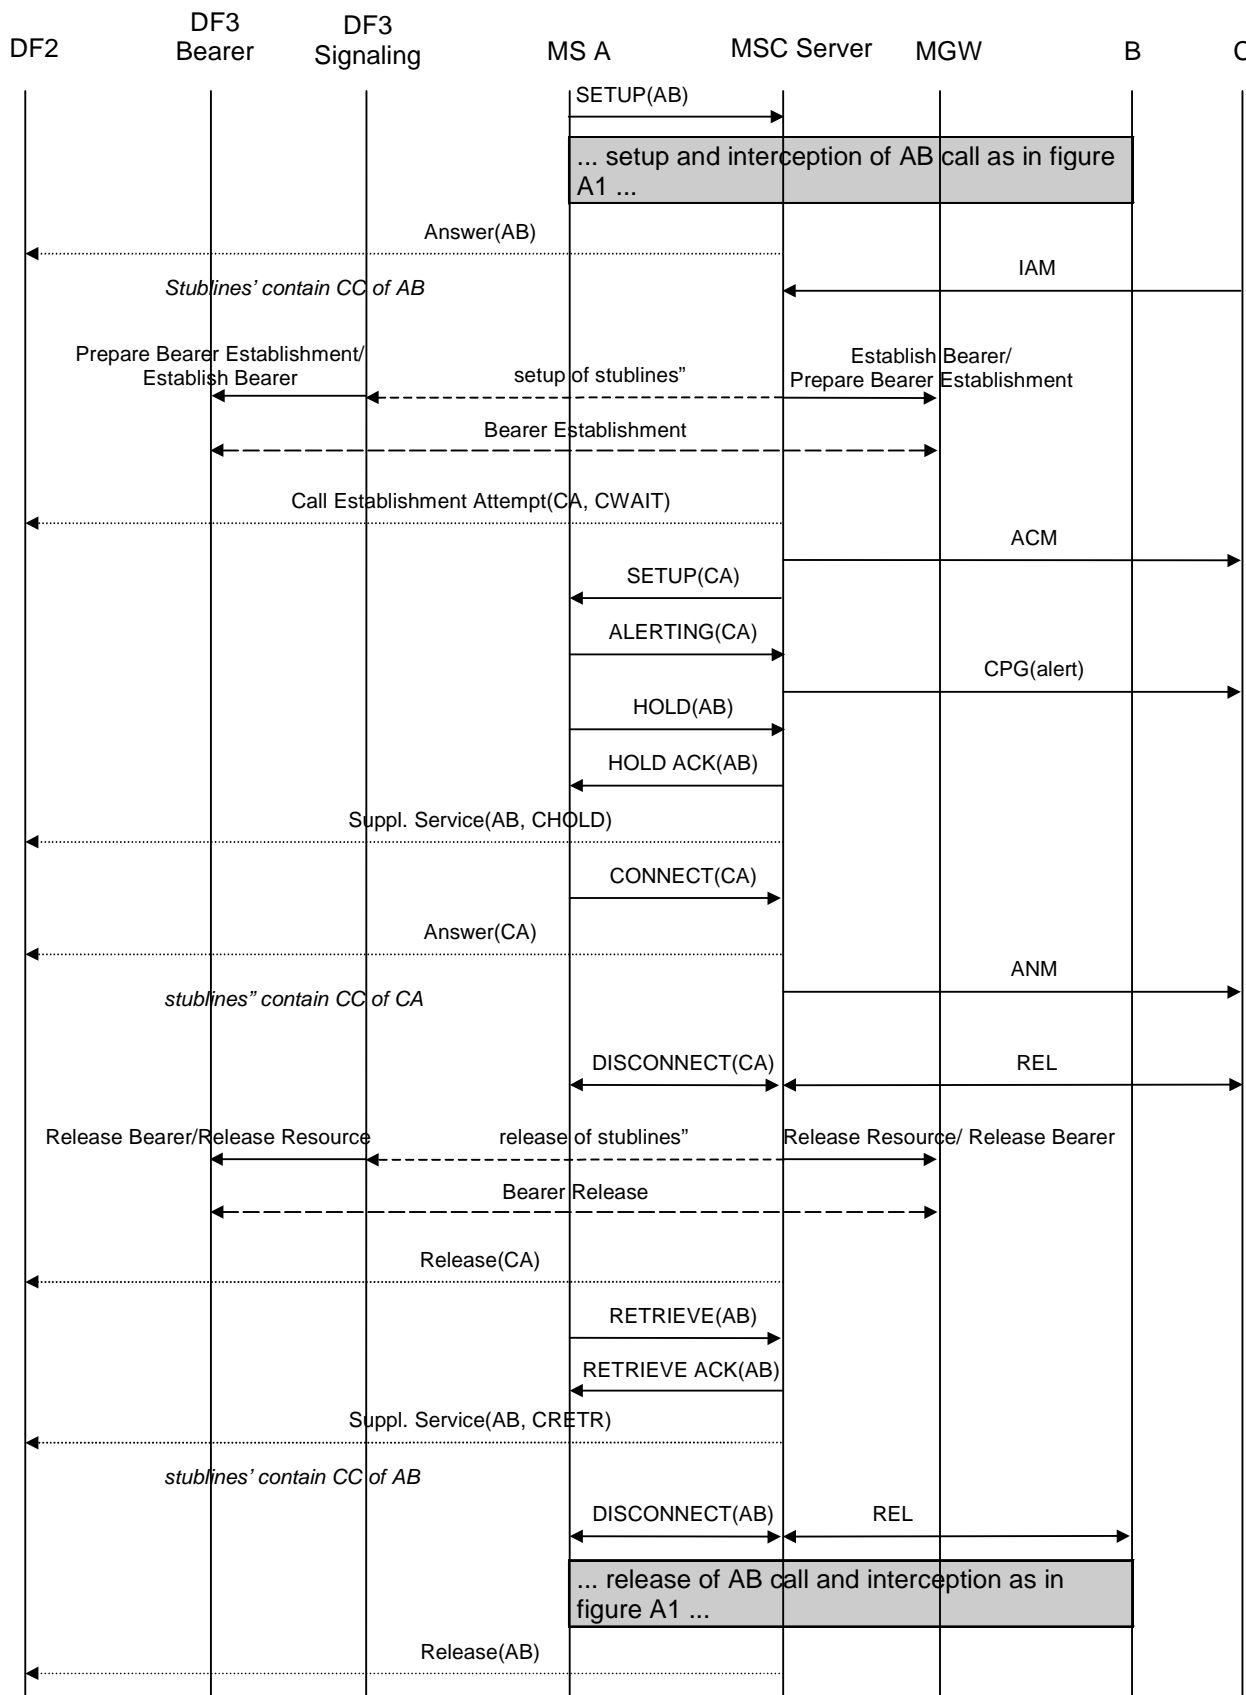 DF2
DF3
Bearer
DF3
Signaling
MS A
MSC Server
MGW
B
C
SETUP(AB)
... setup and interception of AB call as in figure
A1 ...
Answer(AB)
IAM
Stublines’ contain CC of AB
Prepare Bearer Establishment/
Establish Bearer
setup of stublines”
Establish Bearer/
Prepare Bearer Establishment
Bearer Establishment
Call Establishment Attempt(CA, CWAIT)
ACM
SETUP(CA)
ALERTING(CA)
CPG(alert)
HOLD(AB)
HOLD ACK(AB)
Suppl. Service(AB, CHOLD)
CONNECT(CA)
Answer(CA)
ANM
stublines” contain CC of CA
DISCONNECT(CA)
REL
Release Bearer/Release Resource
release of stublines”
Release Resource/ Release Bearer
Bearer Release
Release(CA)
RETRIEVE(AB)
RETRIEVE ACK(AB)
Suppl. Service(AB, CRETR)
stublines’ contain CC of AB
DISCONNECT(AB)
REL
... release of AB call and interception as in
figure A1 ...
Release(AB)